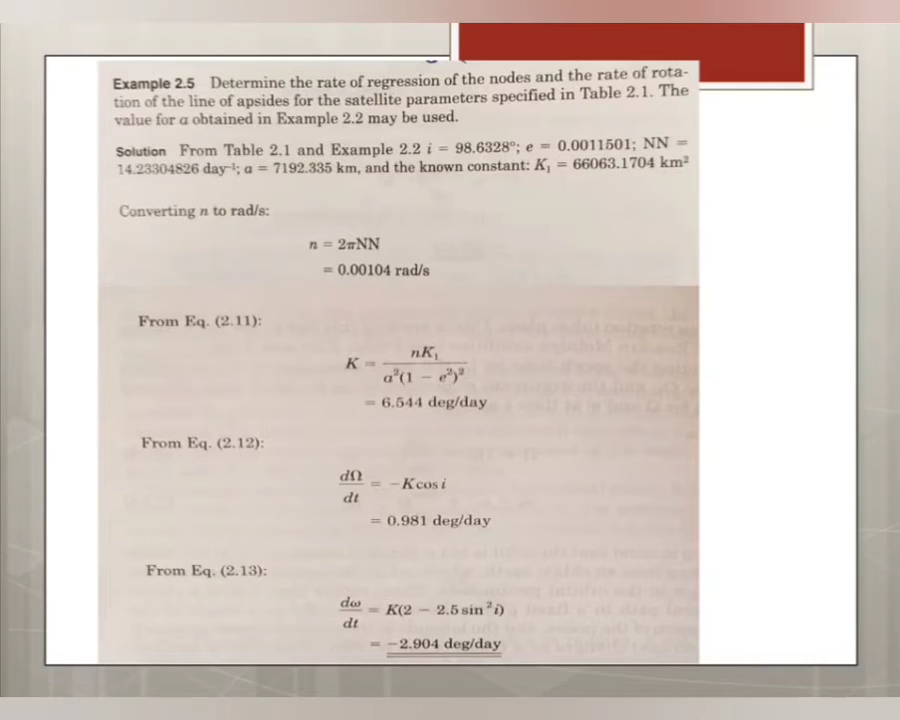 Example 2.5 Determine the rate of regression of the nodes and the rate of rota-
tion of the line of apsides for the satellite parameters specified in Table 2.1. The
value for a obtained in Example 2.2 may be used.
Solution From Table 2.1 and Example 2.2 i = 98.6328°; e = 0.0011501; NN =
14.23304826 day⁻¹; a = 7192.335 km, and the known constant: K₁ = 66063.1704 km²
Converting n to rad/s:
n = 2πNN
= 0.00104 rad/s
From Eq. (2.11):
K = nK₁ / a²(1 − e²)²
= 6.544 deg/day
From Eq. (2.12):
dΩ/dt = −K cos i
= 0.981 deg/day
From Eq. (2.13):
dω/dt = K(2 − 2.5 sin² i)
= −2.904 deg/day